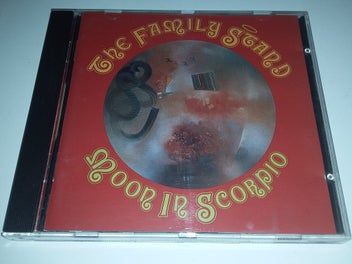 The Family Stand
Moon In Scorpio